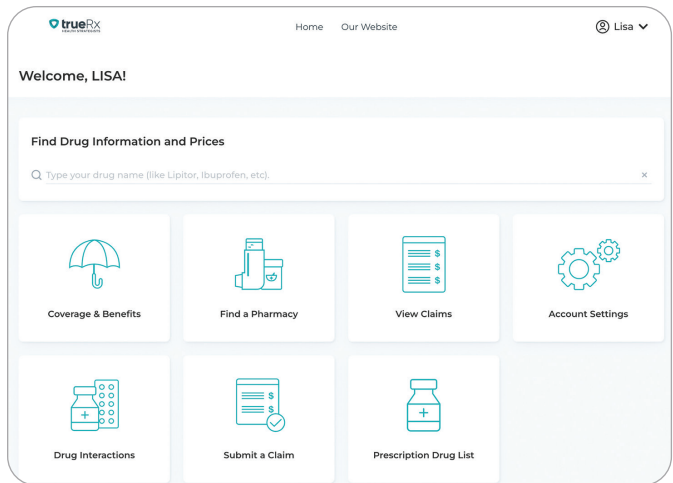 trueRx
HEALTH STRATEGISTS
Home Our Website
Lisa
Welcome, LISA!
Find Drug Information and Prices
Type your drug name (like Lipitor, Ibuprofen, etc).
Coverage & Benefits
Find a Pharmacy
$
$
$
View Claims
Account Settings
Drug Interactions
$
$
Submit a Claim
Prescription Drug List